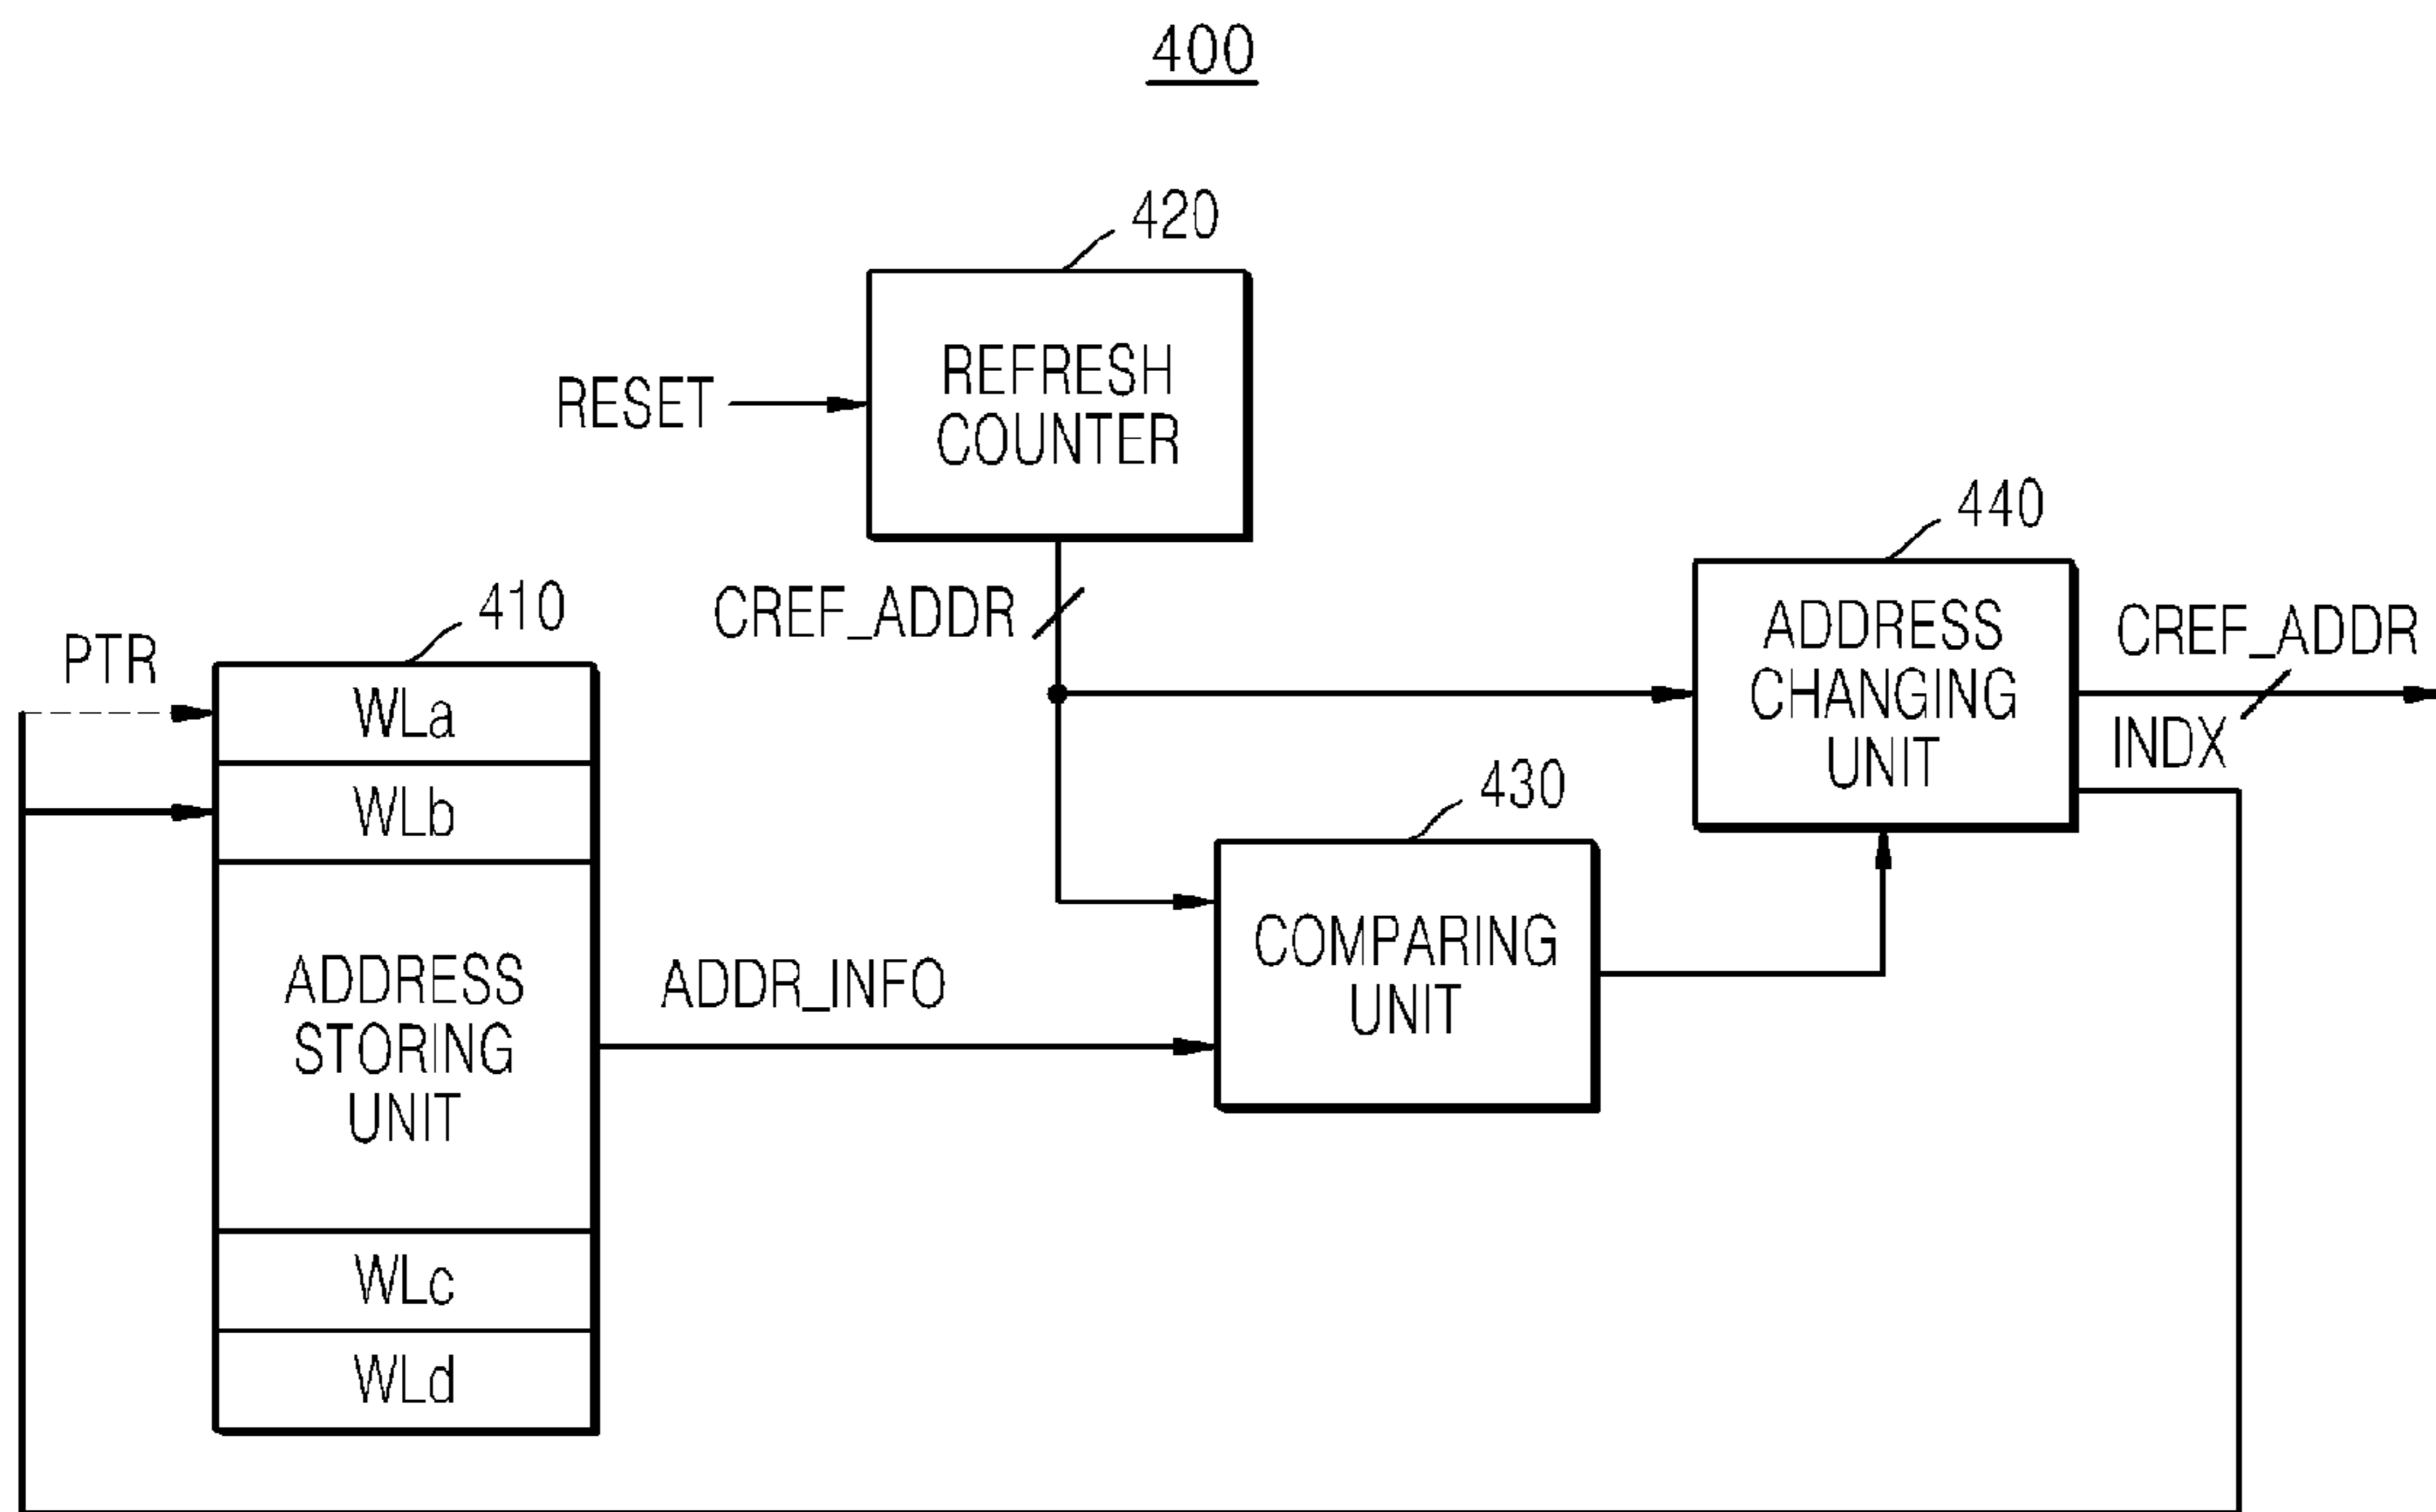 400
420
REFRESH
COUNTER
RESET
440
CREF_ADDR
ADDRESS
CHANGING
UNIT
CREF_ADDR
INDX
410
PTR
WLa
WLb
430
ADDRESS
STORING
UNIT
ADDR_INFO
COMPARING
UNIT
WLc
WLd